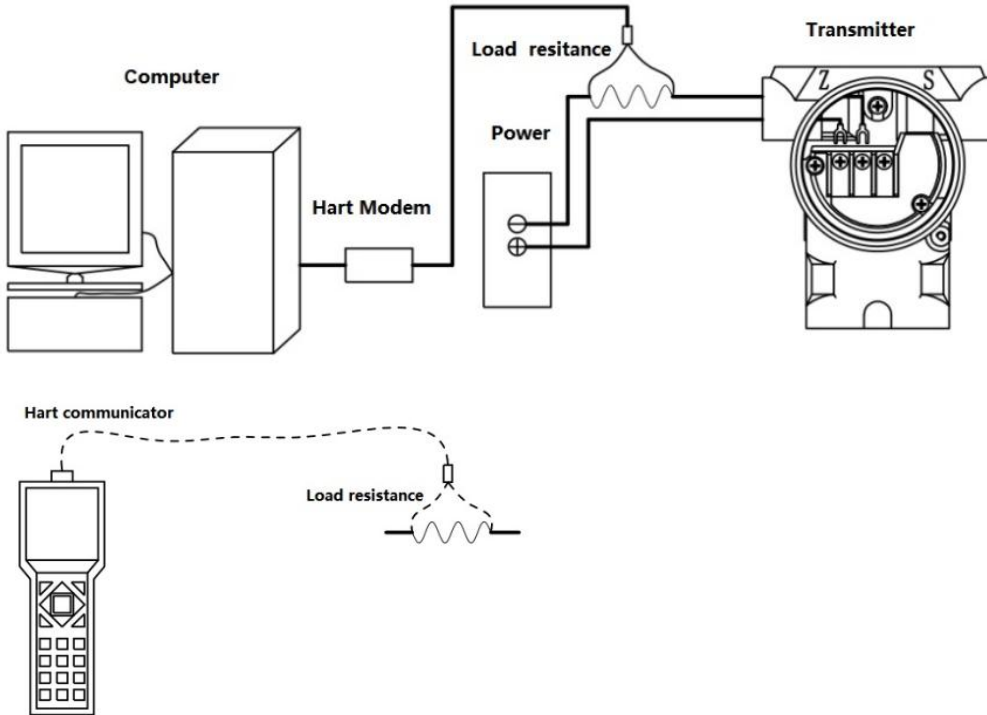 Load resitance
Transmitter
Computer
Z S
Power
Hart Modem
Hart communicator
Load resistance